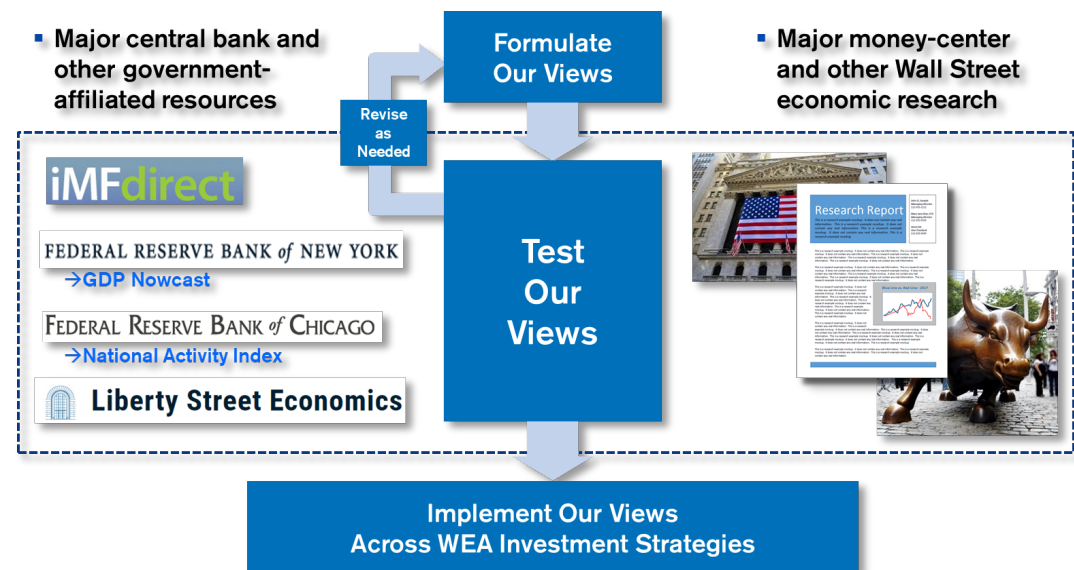 ▪ Major central bank and
other government-
affiliated resources
Formulate
Our Views
▪ Major money-center
and other Wall Street
economic research
Revise
as
Needed
iMFdirect
FEDERAL RESERVE BANK of NEW YORK
→GDP Nowcast
FEDERAL RESERVE BANK of CHICAGO
→National Activity Index
Liberty Street Economics
Test
Our
Views
Research Report
Implement Our Views
Across WEA Investment Strategies